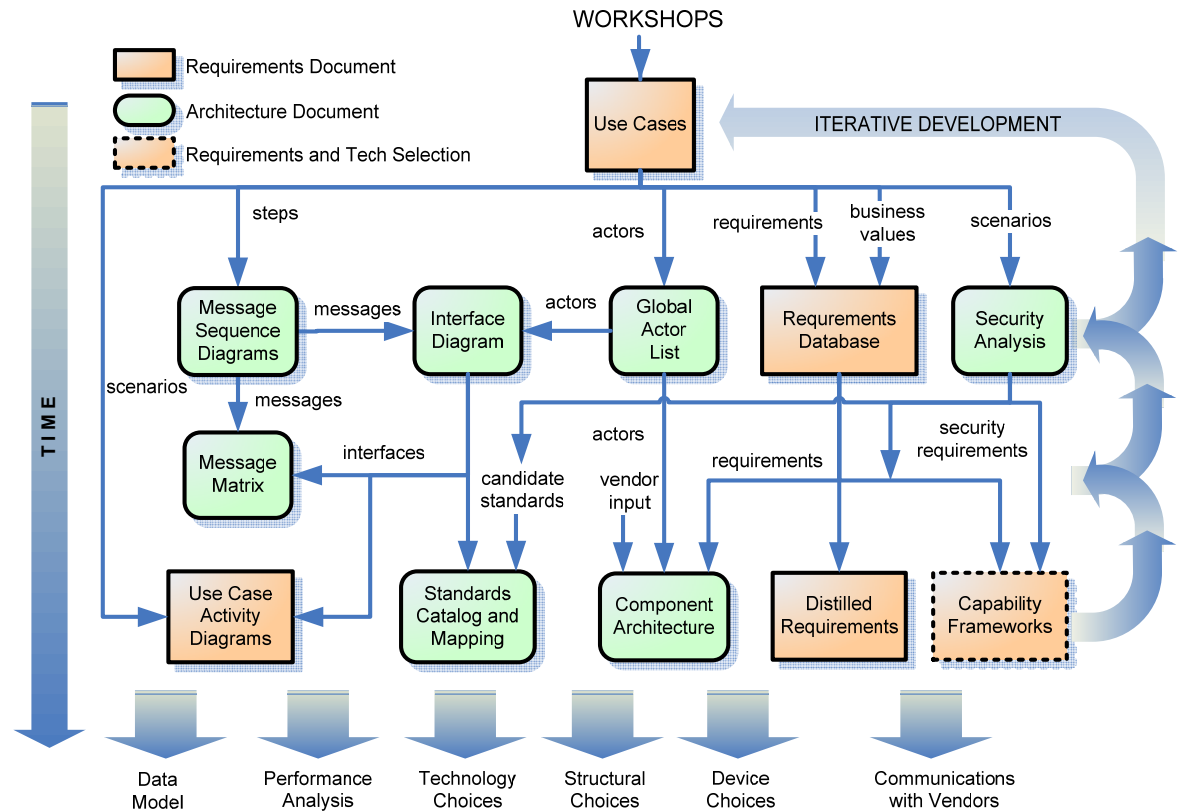 WORKSHOPS
Requirements Document
Architecture Document
Requirements and Tech Selection
Use Cases
ITERATIVE DEVELOPMENT
TIME
steps
actors
requirements
business
values
scenarios
Message
Sequence
Diagrams
messages
Interface
Diagram
actors
Global
Actor
List
Requrements
Database
Security
Analysis
scenarios
messages
Message
Matrix
interfaces
candidate
standards
actors
vendor
input
requirements
security
requirements
Use Case
Activity
Diagrams
Standards
Catalog and
Mapping
Component
Architecture
Distilled
Requirements
Capability
Frameworks
Data
Model
Performance
Analysis
Technology
Choices
Structural
Choices
Device
Choices
Communications
with Vendors